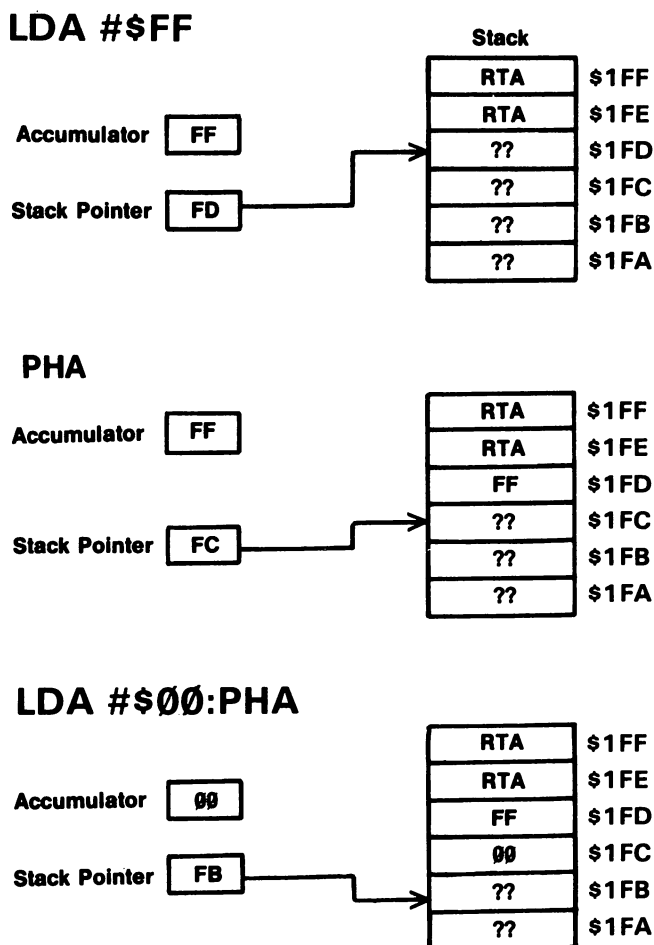 LDA #$FF
Stack
RTA $1FF
RTA $1FE
Accumulator FF
?? $1FD
?? $1FC
Stack Pointer FD
?? $1FB
?? $1FA
PHA
RTA $1FF
Accumulator FF
RTA $1FE
FF $1FD
?? $1FC
Stack Pointer FC
?? $1FB
?? $1FA
LDA #$ØØ:PHA
RTA $1FF
RTA $1FE
Accumulator ØØ
FF $1FD
ØØ $1FC
Stack Pointer FB
?? $1FB
?? $1FA